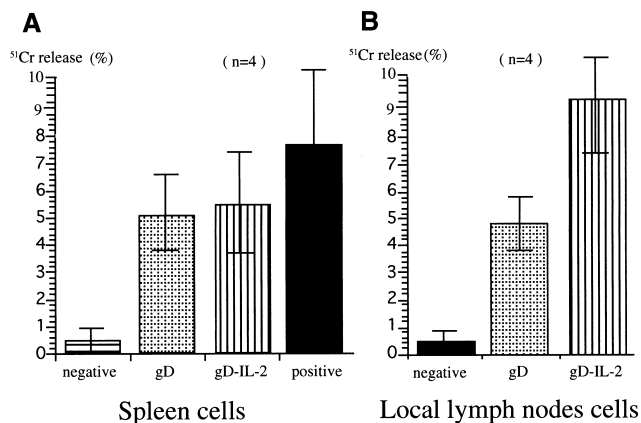 A
⁵¹Cr release (%)
( n=4 )
10
9
8
7
6
5
4
3
2
1
0
negative gD gD-IL-2 positive
Spleen cells
B
⁵¹Cr release(%)
( n=4 )
10
9
8
7
6
5
4
3
2
1
0
negative gD gD-IL-2
Local lymph nodes cells